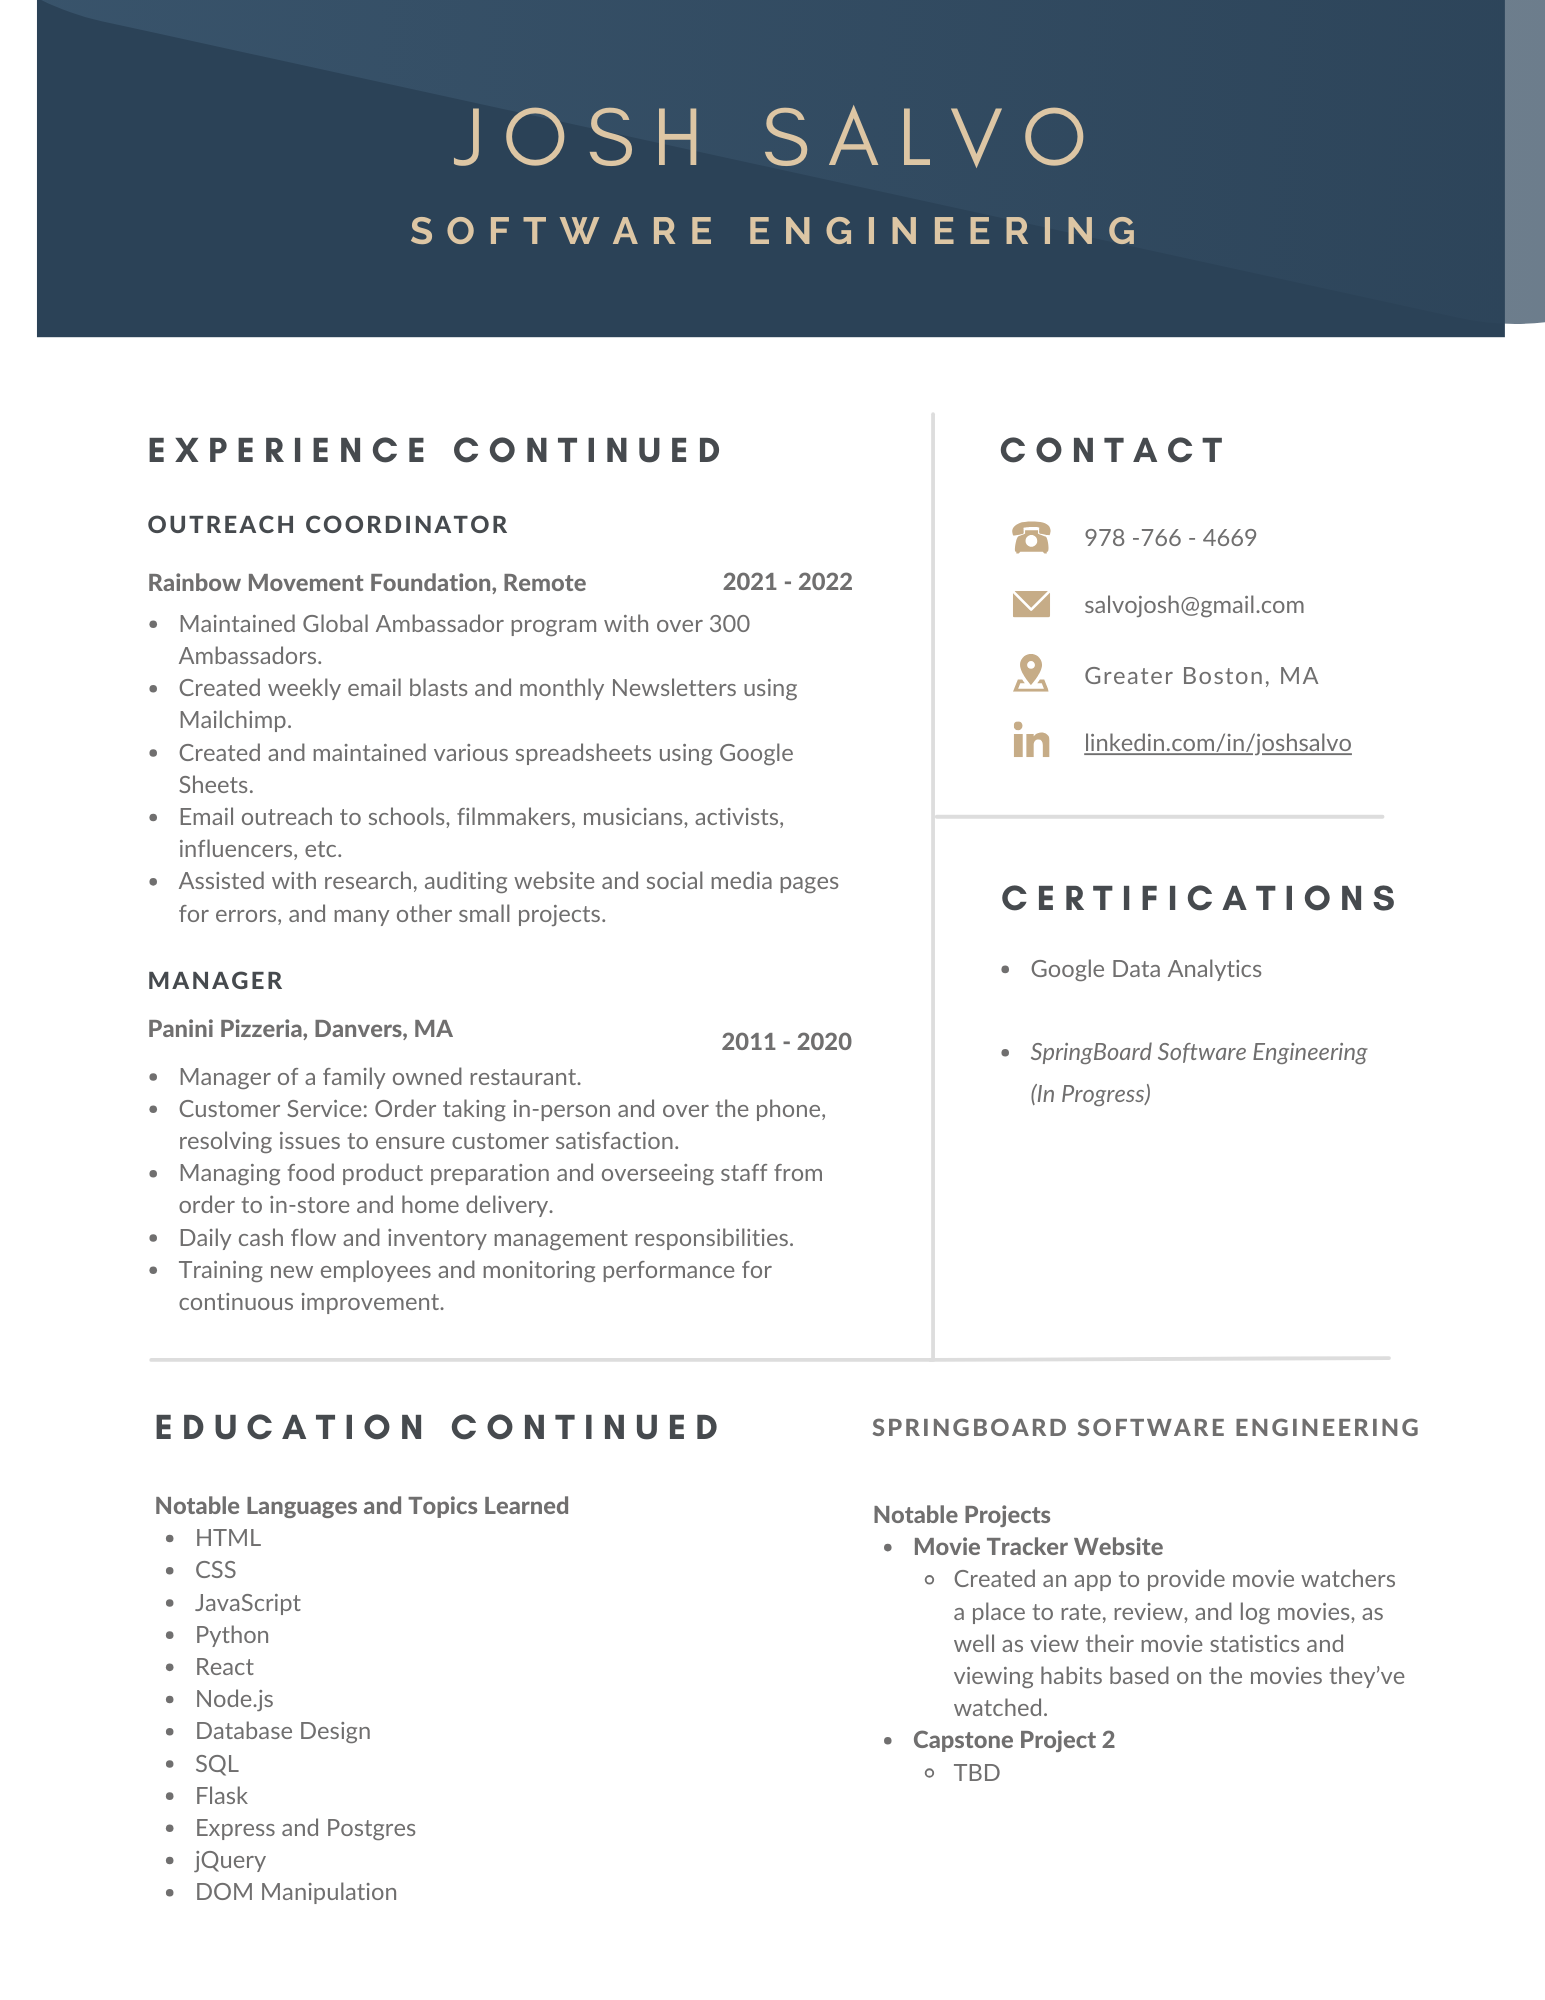 JOSH SALVO
SOFTWARE ENGINEERING
EXPERIENCE CONTINUED
OUTREACH COORDINATOR
Rainbow Movement Foundation, Remote 2021 - 2022
• Maintained Global Ambassador program with over 300
Ambassadors.
• Created weekly email blasts and monthly Newsletters using
Mailchimp.
• Created and maintained various spreadsheets using Google
Sheets.
• Email outreach to schools, filmmakers, musicians, activists,
influencers, etc.
• Assisted with research, auditing website and social media pages
for errors, and many other small projects.
MANAGER
Panini Pizzeria, Danvers, MA 2011 - 2020
• Manager of a family owned restaurant.
• Customer Service: Order taking in-person and over the phone,
resolving issues to ensure customer satisfaction.
• Managing food product preparation and overseeing staff from
order to in-store and home delivery.
• Daily cash flow and inventory management responsibilities.
• Training new employees and monitoring performance for
continuous improvement.
CONTACT
978 -766 - 4669
salvojosh@gmail.com
Greater Boston, MA
linkedin.com/in/joshsalvo
CERTIFICATIONS
• Google Data Analytics
• SpringBoard Software Engineering
(In Progress)
EDUCATION CONTINUED
Notable Languages and Topics Learned
• HTML
• CSS
• JavaScript
• Python
• React
• Node.js
• Database Design
• SQL
• Flask
• Express and Postgres
• jQuery
• DOM Manipulation
SPRINGBOARD SOFTWARE ENGINEERING
Notable Projects
• Movie Tracker Website
◦ Created an app to provide movie watchers
a place to rate, review, and log movies, as
well as view their movie statistics and
viewing habits based on the movies they’ve
watched.
• Capstone Project 2
◦ TBD